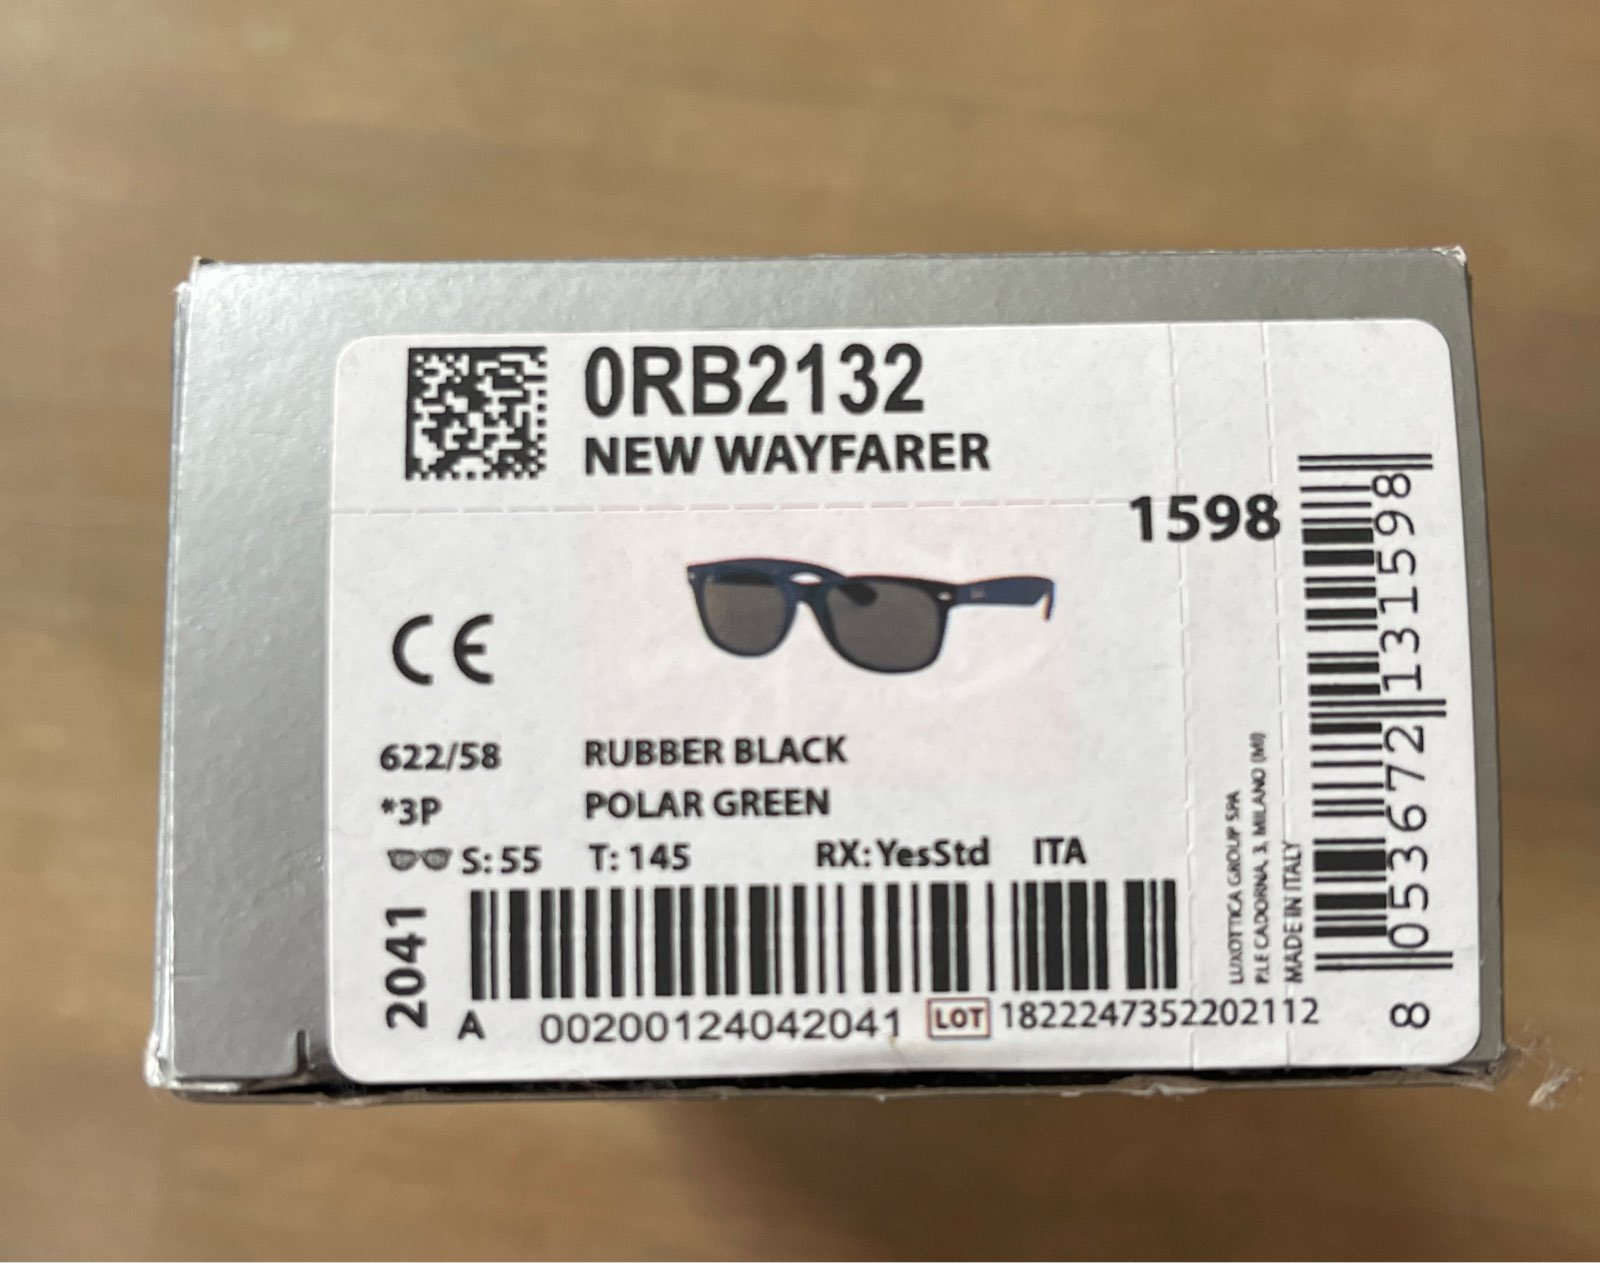 0RB2132
NEW WAYFARER
1598
CE
622/58 RUBBER BLACK
*3P POLAR GREEN
S: 55 T: 145 RX: YesStd ITA
2041
A 00200124042041 LOT 1822247352202112
LUXOTTICA GROUP SPA
P.LE CADORNA, 3, MILANO (MI)
MADE IN ITALY
8 053672 131598